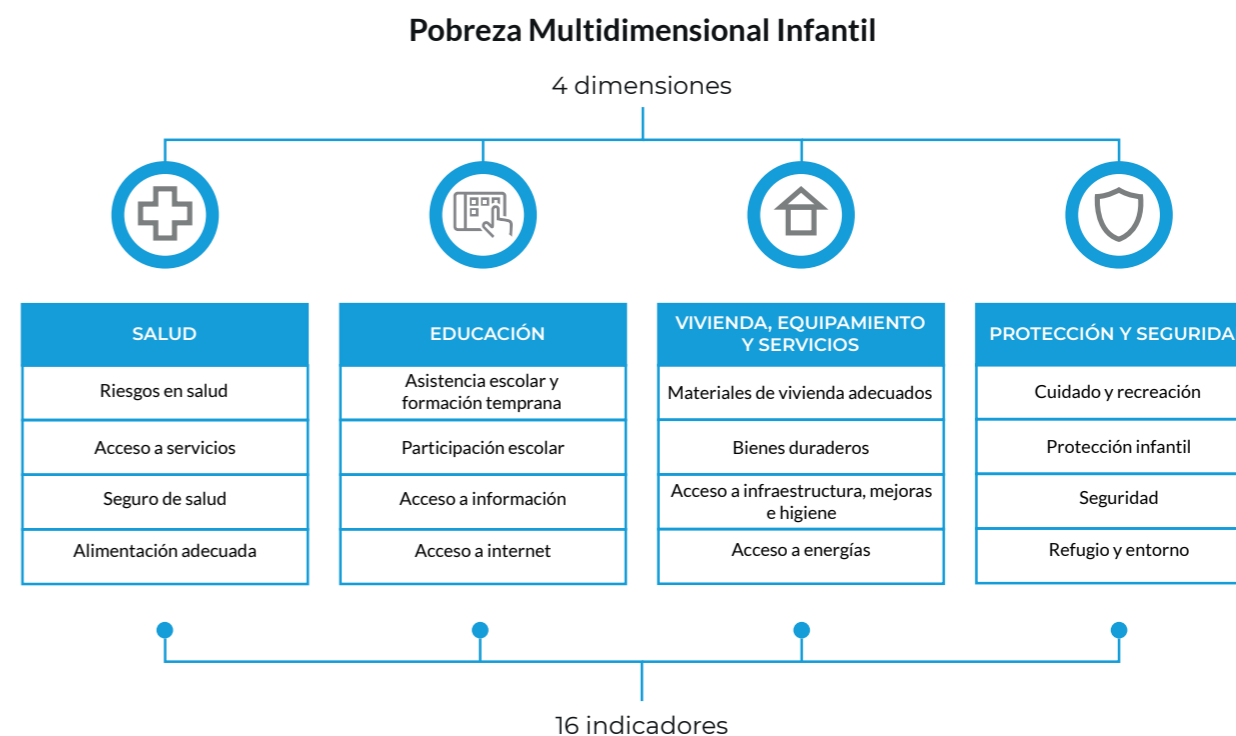 Pobreza Multidimensional Infantil
4 dimensiones
SALUD
Riesgos en salud
Acceso a servicios
Seguro de salud
Alimentación adecuada
EDUCACIÓN
Asistencia escolar y
formación temprana
Participación escolar
Acceso a información
Acceso a internet
VIVIENDA, EQUIPAMIENTO
Y SERVICIOS
Materiales de vivienda adecuados
Bienes duraderos
Acceso a infraestructura, mejoras
e higiene
Acceso a energías
PROTECCIÓN Y SEGURIDA
Cuidado y recreación
Protección infantil
Seguridad
Refugio y entorno
16 indicadores